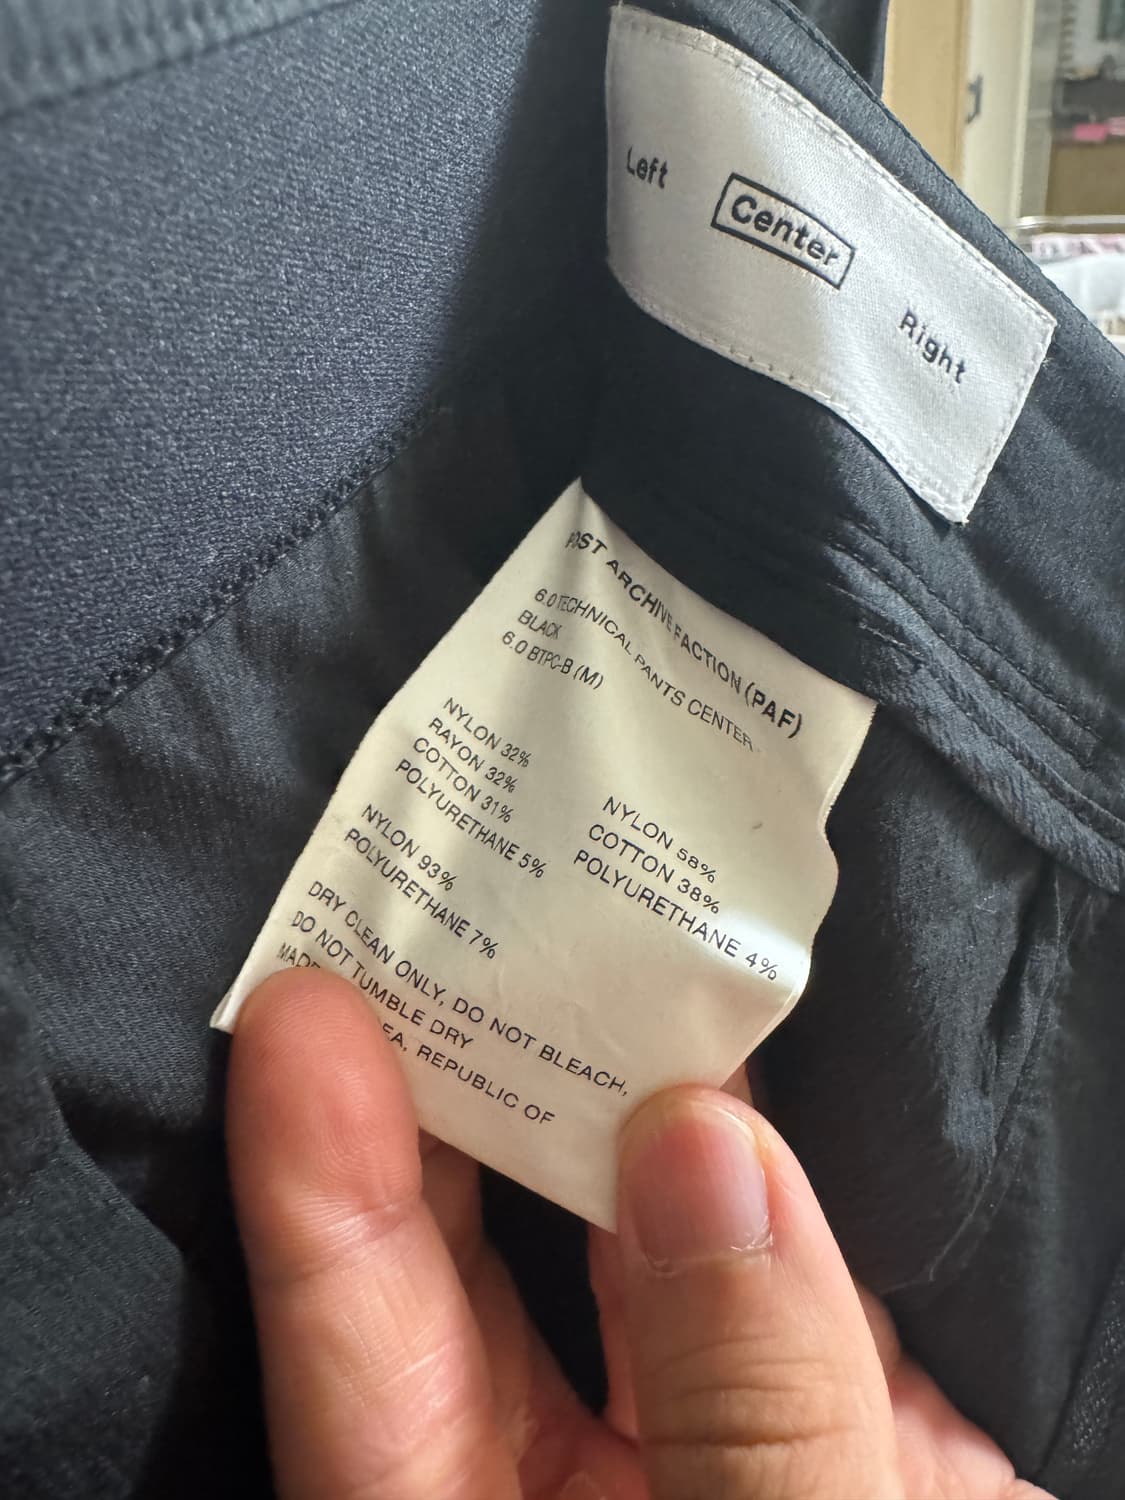 Left
Center
Right
POST ARCHIVE FACTION (PAF)
6.0 TECHNICAL PANTS CENTER
BLACK
6.0 BTPC-B (M)
NYLON 32%
RAYON 32%
COTTON 31%
POLYURETHANE 5%
NYLON 58%
COTTON 38%
POLYURETHANE 4%
NYLON 93%
POLYURETHANE 7%
DRY CLEAN ONLY, DO NOT BLEACH,
DO NOT TUMBLE DRY
MADE EA, REPUBLIC OF